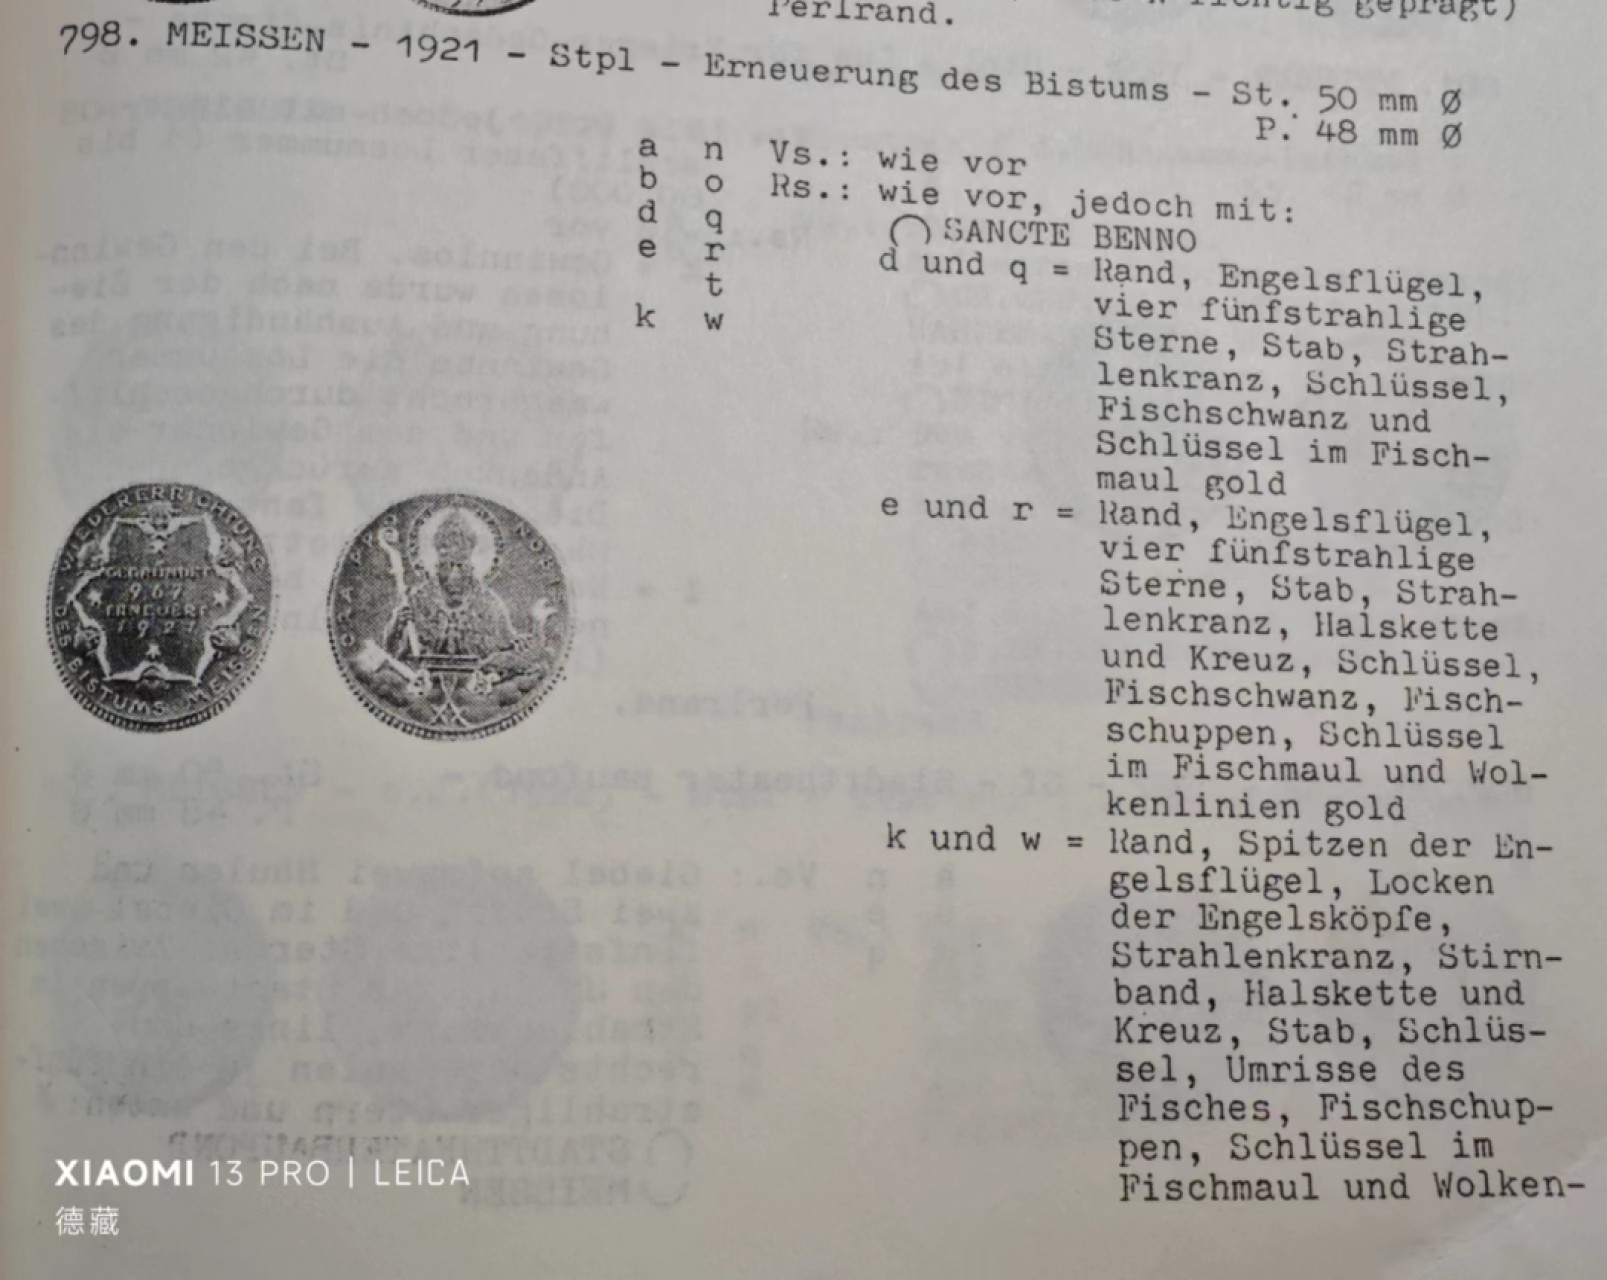 richtig geprägt)
Perlrand.
798. MEISSEN - 1921 - Stpl - Erneuerung des Bistums - St. 50 mm Ø
P. 48 mm Ø
a n Vs.: wie vor
b o Rs.: wie vor, jedoch mit:
d q ◯ SANCTE BENNO
e r d und q = Rand, Engelsflügel,
t vier fünfstrahlige
k w Sterne, Stab, Strah-
lenkranz, Schlüssel,
Fischschwanz und
Schlüssel im Fisch-
maul gold
e und r = Rand, Engelsflügel,
vier fünfstrahlige
Sterne, Stab, Strah-
lenkranz, Halskette
und Kreuz, Schlüssel,
Fischschwanz, Fisch-
schuppen, Schlüssel
im Fischmaul und Wol-
kenlinien gold
k und w = Rand, Spitzen der En-
gelsflügel, Locken
der Engelsköpfe,
Strahlenkranz, Stirn-
band, Halskette und
Kreuz, Stab, Schlüs-
sel, Umrisse des
Fisches, Fischschup-
pen, Schlüssel im
Fischmaul und Wolken-
WIEDERERRICHTUNG
DES BISTUMS MEISSEN
GEGRÜNDET
967
ERNEUERT
1921
ORA PRO NOBIS
XIAOMI 13 PRO | LEICA
德藏